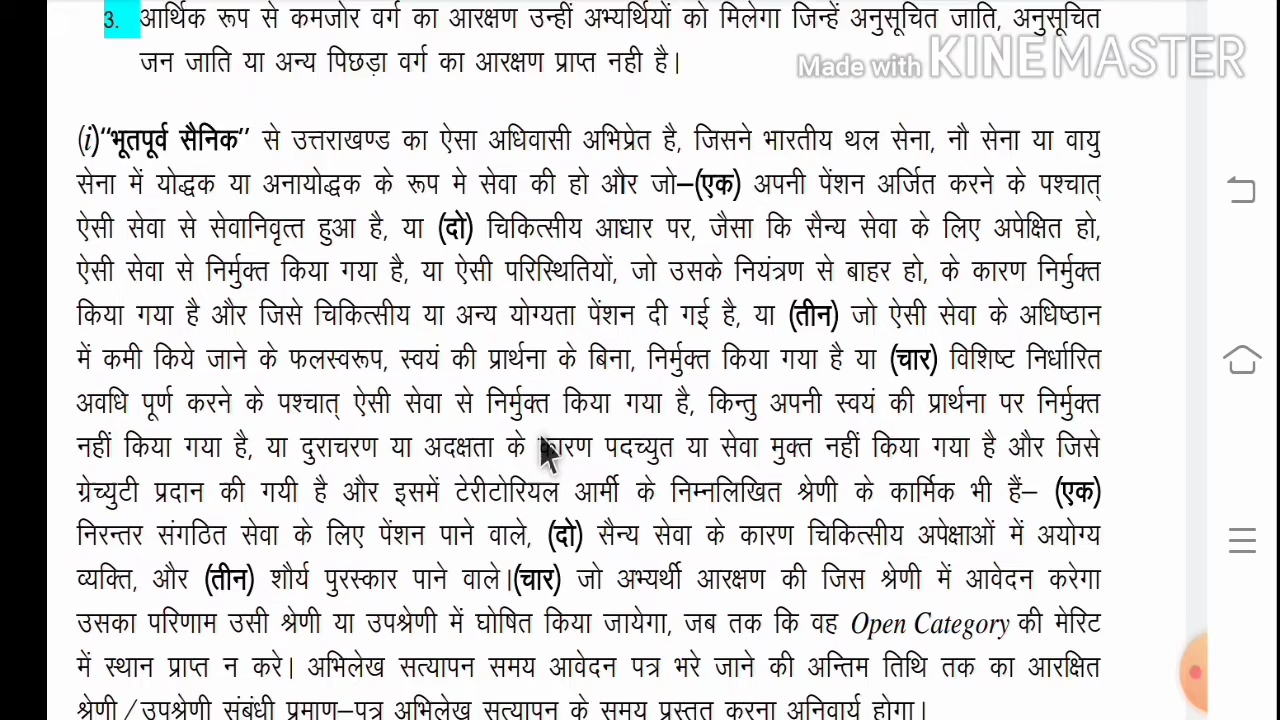 3. आर्थिक रूप से कमजोर वर्ग का आरक्षण उन्हीं अभ्यर्थियों को मिलेगा जिन्हें अनुसूचित जाति, अनुसूचित
जन जाति या अन्य पिछड़ा वर्ग का आरक्षण प्राप्त नही है।
Made with KINEMASTER
(i)“भूतपूर्व सैनिक” से उत्तराखण्ड का ऐसा अधिवासी अभिप्रेत है, जिसने भारतीय थल सेना, नौ सेना या वायु
सेना में योद्धक या अनायोद्धक के रूप मे सेवा की हो और जो–(एक) अपनी पेंशन अर्जित करने के पश्चात्
ऐसी सेवा से सेवानिवृत्त हुआ है, या (दो) चिकित्सीय आधार पर, जैसा कि सैन्य सेवा के लिए अपेक्षित हो,
ऐसी सेवा से निर्मुक्त किया गया है, या ऐसी परिस्थितियों, जो उसके नियंत्रण से बाहर हो, के कारण निर्मुक्त
किया गया है और जिसे चिकित्सीय या अन्य योग्यता पेंशन दी गई है, या (तीन) जो ऐसी सेवा के अधिष्ठान
में कमी किये जाने के फलस्वरूप, स्वयं की प्रार्थना के बिना, निर्मुक्त किया गया है या (चार) विशिष्ट निर्धारित
अवधि पूर्ण करने के पश्चात् ऐसी सेवा से निर्मुक्त किया गया है, किन्तु अपनी स्वयं की प्रार्थना पर निर्मुक्त
नहीं किया गया है, या दुराचरण या अदक्षता के कारण पदच्युत या सेवा मुक्त नहीं किया गया है और जिसे
ग्रेच्युटी प्रदान की गयी है और इसमें टेरीटोरियल आर्मी के निम्नलिखित श्रेणी के कार्मिक भी हैं– (एक)
निरन्तर संगठित सेवा के लिए पेंशन पाने वाले, (दो) सैन्य सेवा के कारण चिकित्सीय अपेक्षाओं में अयोग्य
व्यक्ति, और (तीन) शौर्य पुरस्कार पाने वाले।(चार) जो अभ्यर्थी आरक्षण की जिस श्रेणी में आवेदन करेगा
उसका परिणाम उसी श्रेणी या उपश्रेणी में घोषित किया जायेगा, जब तक कि वह Open Category की मेरिट
में स्थान प्राप्त न करे। अभिलेख सत्यापन समय आवेदन पत्र भरे जाने की अन्तिम तिथि तक का आरक्षित
श्रेणी/उपश्रेणी संबंधी प्रमाण–पत्र अभिलेख सत्यापन के समय प्रस्तुत करना अनिवार्य होगा।